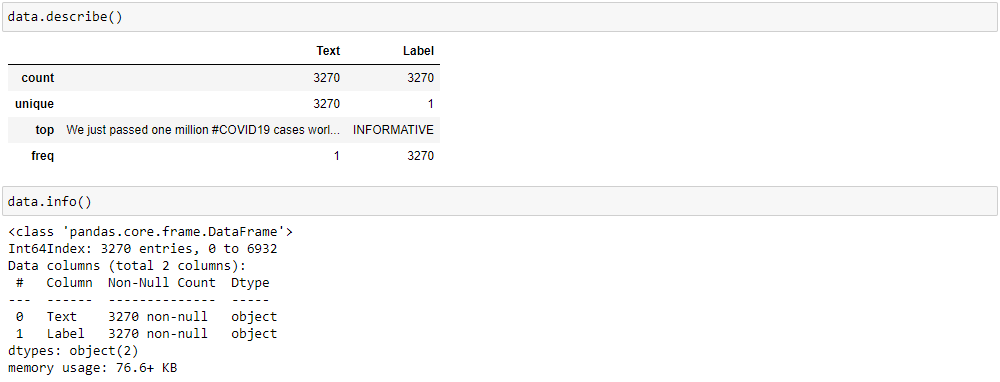 data.describe()
Text Label
count 3270 3270
unique 3270 1
top We just passed one million #COVID19 cases worl... INFORMATIVE
freq 1 3270
data.info()
<class 'pandas.core.frame.DataFrame'>
Int64Index: 3270 entries, 0 to 6932
Data columns (total 2 columns):
 #   Column  Non-Null Count  Dtype
---  ------  --------------  -----
 0   Text    3270 non-null   object
 1   Label   3270 non-null   object
dtypes: object(2)
memory usage: 76.6+ KB